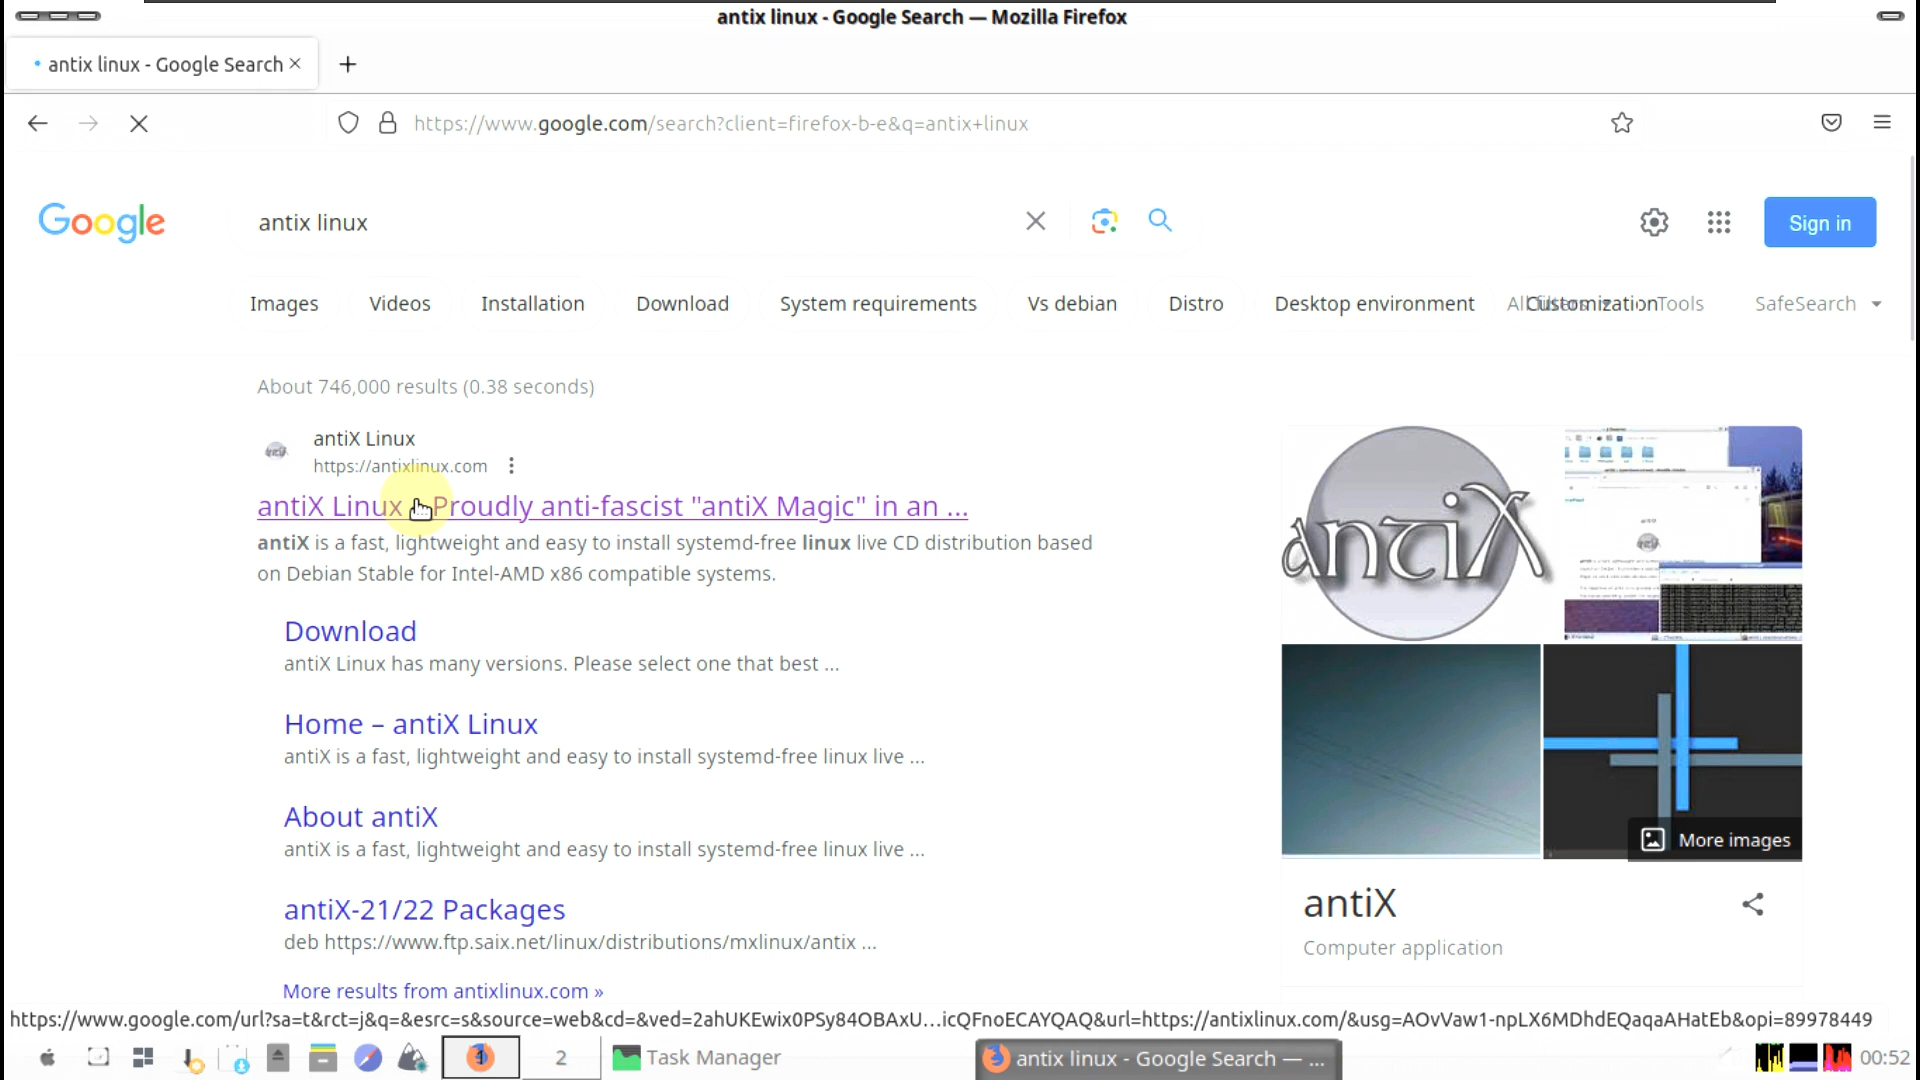 antix linux - Google Search — Mozilla Firefox
antix linux - Google Search
https://www.google.com/search?client=firefox-b-e&q=antix+linux
Google
antix linux
Sign in
Images Videos Installation Download System requirements Vs debian Distro Desktop environment All filters Customization Tools SafeSearch
About 746,000 results (0.38 seconds)
antiX Linux
https://antixlinux.com
antiX Linux Proudly anti-fascist "antiX Magic" in an ...
antiX is a fast, lightweight and easy to install systemd-free linux live CD distribution based
on Debian Stable for Intel-AMD x86 compatible systems.
Download
antiX Linux has many versions. Please select one that best ...
Home – antiX Linux
antiX is a fast, lightweight and easy to install systemd-free linux live ...
About antiX
antiX is a fast, lightweight and easy to install systemd-free linux live ...
antiX-21/22 Packages
deb https://www.ftp.saix.net/linux/distributions/mxlinux/antix ...
More results from antixlinux.com »
antiX
More images
antiX
Computer application
https://www.google.com/url?sa=t&rct=j&q=&esrc=s&source=web&cd=&ved=2ahUKEwix0PSy84OBAxU…icQFnoECAYQAQ&url=https://antixlinux.com/&usg=AOvVaw1-npLX6MDhdEQaqaAHatEb&opi=89978449
2 Task Manager antix linux - Google Search — ... 00:52